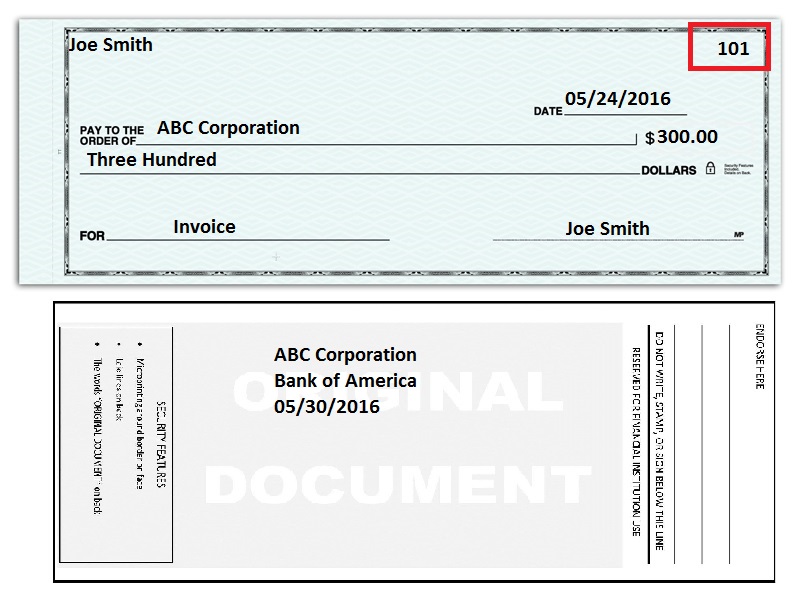 Joe Smith
101
DATE 05/24/2016
PAY TO THE
ORDER OF ABC Corporation $300.00
Three Hundred DOLLARS
Security Features
Included.
Details on Back.
FOR Invoice Joe Smith MP
ABC Corporation
Bank of America
05/30/2016
ORIGINAL
DOCUMENT
SECURITY FEATURES
• Microprinting around border on face
• lines on back
• The words "ORIGINAL DOCUMENT" on back
ENDORSE HERE
DO NOT WRITE, STAMP, OR SIGN BELOW THIS LINE
RESERVED FOR FINANCIAL INSTITUTION USE